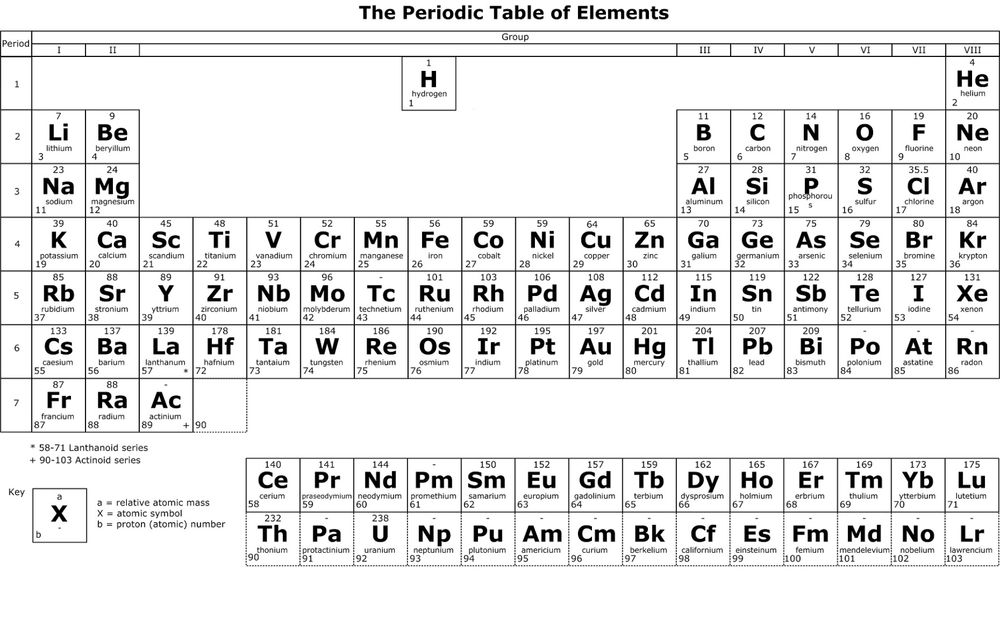 The Periodic Table of Elements
Period Group
I II III IV V VI VII VIII
1 4
1 H He
hydrogen helium
1 2
7 9 11 12 14 16 19 20
2 Li Be B C N O F Ne
lithium beryillum boron carbon nitrogen oxygen fluorine neon
3 4 5 6 7 8 9 10
23 24 27 28 31 32 35.5 40
3 Na Mg Al Si P S Cl Ar
sodium magnesium aluminum silicon phosphorou sulfur chlorine argon
s
11 12 13 14 15 16 17 18
39 40 45 48 51 52 55 56 59 59 64 65 70 73 75 79 80 84
4 K Ca Sc Ti V Cr Mn Fe Co Ni Cu Zn Ga Ge As Se Br Kr
potassium calcium scandium titanium vanadium chromium manganese iron cobalt nickel copper zinc galium germanium arsenic selenium bromine krypton
19 20 21 22 23 24 25 26 27 28 29 30 31 32 33 34 35 36
85 88 89 91 93 96 - 101 103 106 108 112 115 119 122 128 127 131
5 Rb Sr Y Zr Nb Mo Tc Ru Rh Pd Ag Cd In Sn Sb Te I Xe
rubidium stronium yttrium zirconium niobium molybderum technetium ruthenium rhodium palladium silver cadmium indium tin antimony tellurium iodine xenon
37 38 39 40 41 42 43 44 45 46 47 48 49 50 51 52 53 54
133 137 139 178 181 184 186 190 192 195 197 201 204 207 209 - - -
6 Cs Ba La Hf Ta W Re Os Ir Pt Au Hg Tl Pb Bi Po At Rn
caesium barium lanthanum hafnium tantaium tungsten rhenium osmium indium platinum gold mercury thallium lead bismuth polonium astatine radon
55 56 57 * 72 73 74 75 76 77 78 79 80 81 82 83 84 85 86
87 88 -
7 Fr Ra Ac
francium radium actinium
87 88 89 + 90
* 58-71 Lanthanoid series
+ 90-103 Actinoid series
140 141 144 - 150 152 157 159 162 165 167 169 173 175
Ce Pr Nd Pm Sm Eu Gd Tb Dy Ho Er Tm Yb Lu
cerium praseodymium neodymium promethium samarium europium gadolinium terbium dysprosium holmium erbrium thulium ytterbium lutetium
58 59 60 61 62 63 64 65 66 67 68 69 70 71
232 - 238 - - - - - - - - - - -
Th Pa U Np Pu Am Cm Bk Cf Es Fm Md No Lr
thonium protactinium uranium neptunium plutonium americium curium berkelium californium einsteinum femium mendelevium nobelium lawrencium
90 91 92 93 94 95 96 97 98 99 100 101 102 103
Key
a
X
-
b
a = relative atomic mass
X = atomic symbol
b = proton (atomic) number